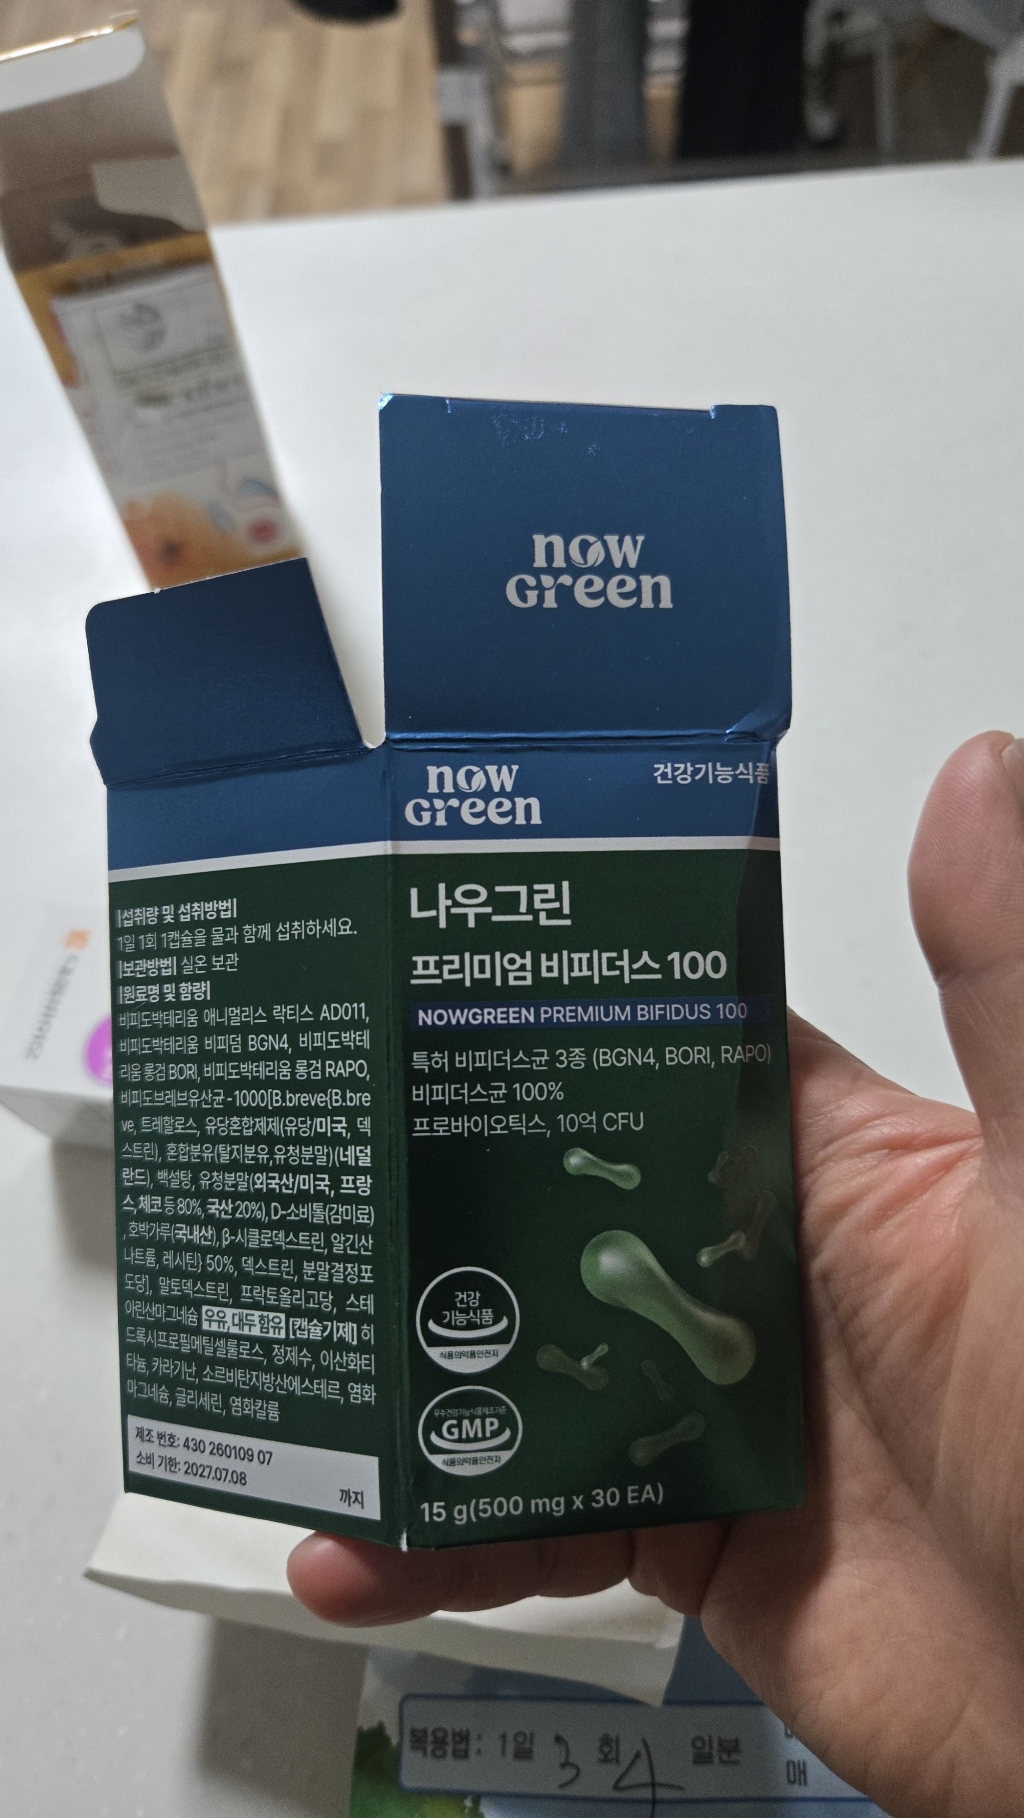 now
green
now
green
건강기능식품
나우그린
프리미엄 비피더스 100
NOWGREEN PREMIUM BIFIDUS 100
특허 비피더스균 3종 (BGN4, BORI, RAPO)
비피더스균 100%
프로바이오틱스, 10억 CFU
건강
기능식품
식품의약품안전처
우수건강기능식품제조기준
GMP
식품의약품안전처
15 g(500 mg x 30 EA)
|섭취량 및 섭취방법|
1일 1회 1캡슐을 물과 함께 섭취하세요.
|보관방법| 실온 보관
|원료명 및 함량|
비피도박테리움 애니멀리스 락티스 AD011,
비피도박테리움 비피덤 BGN4, 비피도박테
리움 롱검 BORI, 비피도박테리움 롱검 RAPO,
비피도브레브유산균-1000[B.breve{B.bre
ve, 트레할로스, 유당혼합제제(유당/미국, 덱
스트린), 혼합분유(탈지분유,유청분말)(네덜
란드), 백설탕, 유청분말(외국산/미국, 프랑
스, 체코 등 80%, 국산 20%), D-소비톨(감미료)
, 호박가루(국내산), β-시클로덱스트린, 알긴산
나트륨, 레시틴} 50%, 덱스트린, 분말결정포
도당], 말토덱스트린, 프락토올리고당, 스테
아린산마그네슘 우유, 대두 함유 [캡슐기제] 히
드록시프로필메틸셀룰로스, 정제수, 이산화티
타늄, 카라기난, 소르비탄지방산에스테르, 염화
마그네슘, 글리세린, 염화칼륨
제조 번호: 430 260109 07
소비 기한: 2027.07.08
까지
복용법: 1일 3 회 4 일분
매